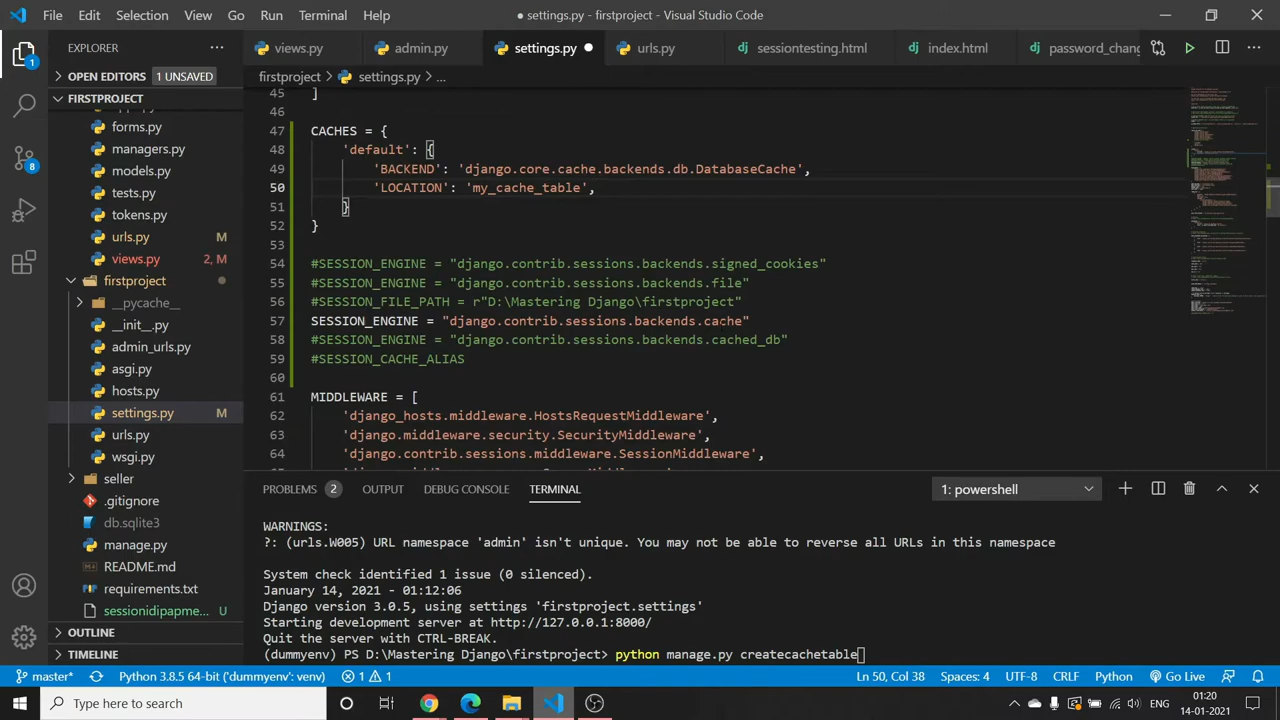 File Edit Selection View Go Run Terminal Help
● settings.py - firstproject - Visual Studio Code
EXPLORER
views.py
admin.py
settings.py
urls.py
sessiontesting.html
index.html
password_chang
OPEN EDITORS 1 UNSAVED
firstproject > settings.py > ...
FIRSTPROJECT
forms.py
managers.py
models.py
tests.py
tokens.py
urls.py M
views.py 2, M
firstproject
__pycache__
__init__.py
admin_urls.py
asgi.py
hosts.py
settings.py M
urls.py
wsgi.py
seller
.gitignore
db.sqlite3
manage.py
README.md
requirements.txt
sessionidipapme... U
OUTLINE
TIMELINE
1
8
45 ]
46
47 CACHES = {
48 'default': {
49 'BACKEND': 'django.core.cache.backends.db.DatabaseCache',
50 'LOCATION': 'my_cache_table',
51 }
52 }
53
54 #SESSION_ENGINE = "django.contrib.sessions.backends.signed_cookies"
55 #SESSION_ENGINE = "django.contrib.sessions.backends.file"
56 #SESSION_FILE_PATH = r"D:\Mastering Django\firstproject"
57 SESSION_ENGINE = "django.contrib.sessions.backends.cache"
58 #SESSION_ENGINE = "django.contrib.sessions.backends.cached_db"
59 #SESSION_CACHE_ALIAS
60
61 MIDDLEWARE = [
62 'django_hosts.middleware.HostsRequestMiddleware',
63 'django.middleware.security.SecurityMiddleware',
64 'django.contrib.sessions.middleware.SessionMiddleware',
PROBLEMS 2 OUTPUT DEBUG CONSOLE TERMINAL 1: powershell
WARNINGS:
?: (urls.W005) URL namespace 'admin' isn't unique. You may not be able to reverse all URLs in this namespace
System check identified 1 issue (0 silenced).
January 14, 2021 - 01:12:06
Django version 3.0.5, using settings 'firstproject.settings'
Starting development server at http://127.0.0.1:8000/
Quit the server with CTRL-BREAK.
(dummyenv) PS D:\Mastering Django\firstproject> python manage.py createcachetable
master* Python 3.8.5 64-bit ('dummyenv': venv) 1 1 Ln 50, Col 38 Spaces: 4 UTF-8 CRLF Python Go Live
Type here to search
ENG
01:20
14-01-2021